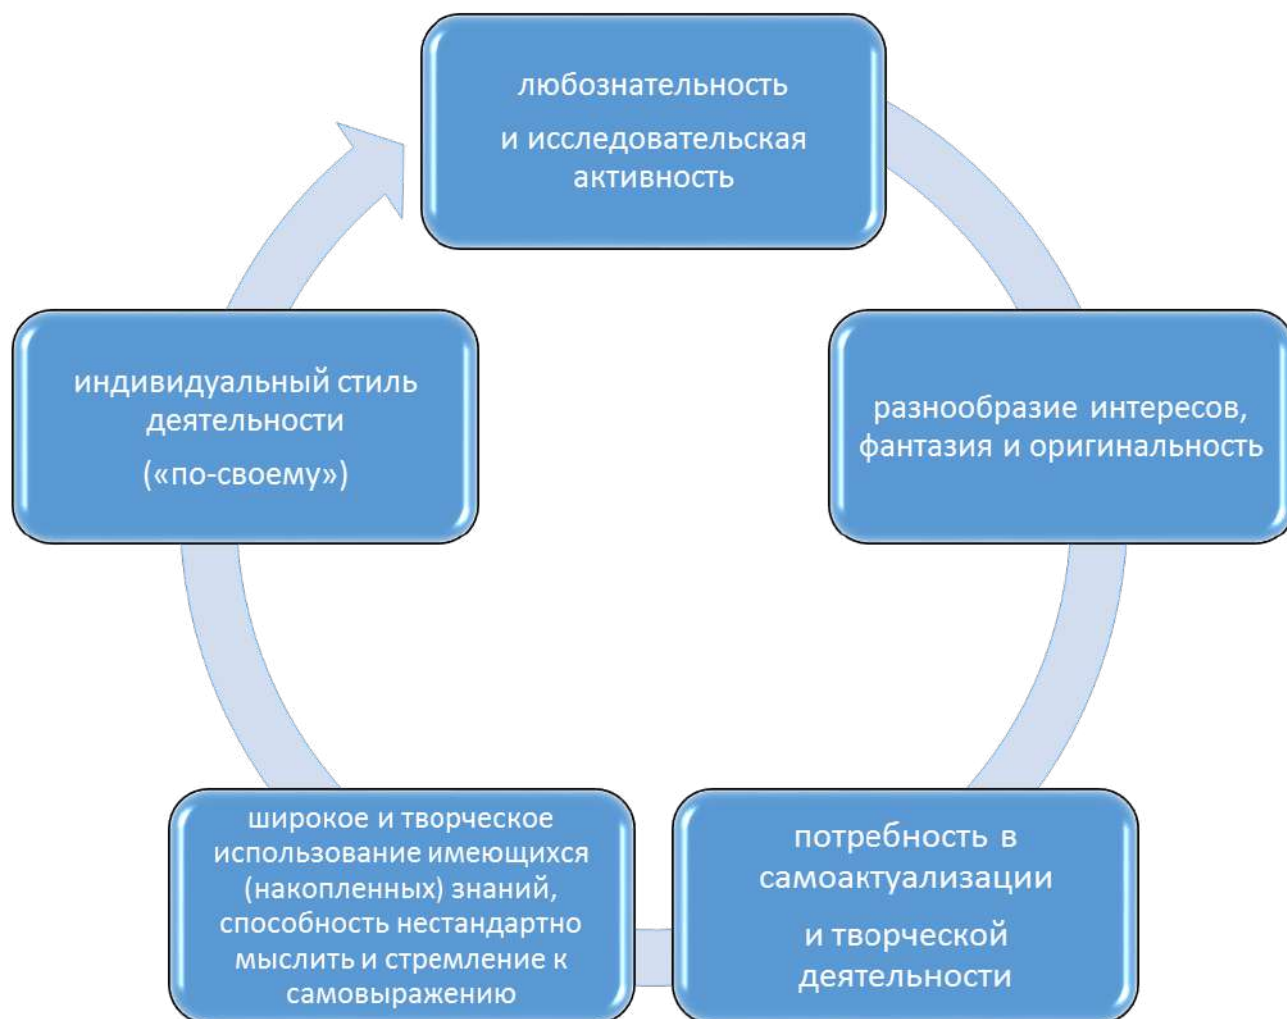 любознательность
и исследовательская
активность
разнообразие интересов,
фантазия и оригинальность
потребность в
самоактуализации
и творческой
деятельности
широкое и творческое
использование имеющихся
(накопленных) знаний,
способность нестандартно
мыслить и стремление к
самовыражению
индивидуальный стиль
деятельности
(«по-своему»)